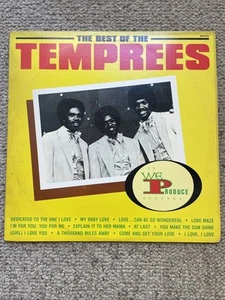 THE BEST OF THE
TEMPREES
WE
PRODUCE
RECORDS
DEDICATED TO THE ONE I LOVE • MY BABY LOVE • LOVE... CAN BE SO WONDERFUL • LOVE MAZE
I'M FOR YOU, YOU FOR ME • EXPLAIN IT TO HER MAMA • AT LAST • YOU MAKE THE SUN SHINE
(GIRL) I LOVE YOU • A THOUSAND MILES AWAY • COME AND GET YOUR LOVE • I LOVE, I LOVE